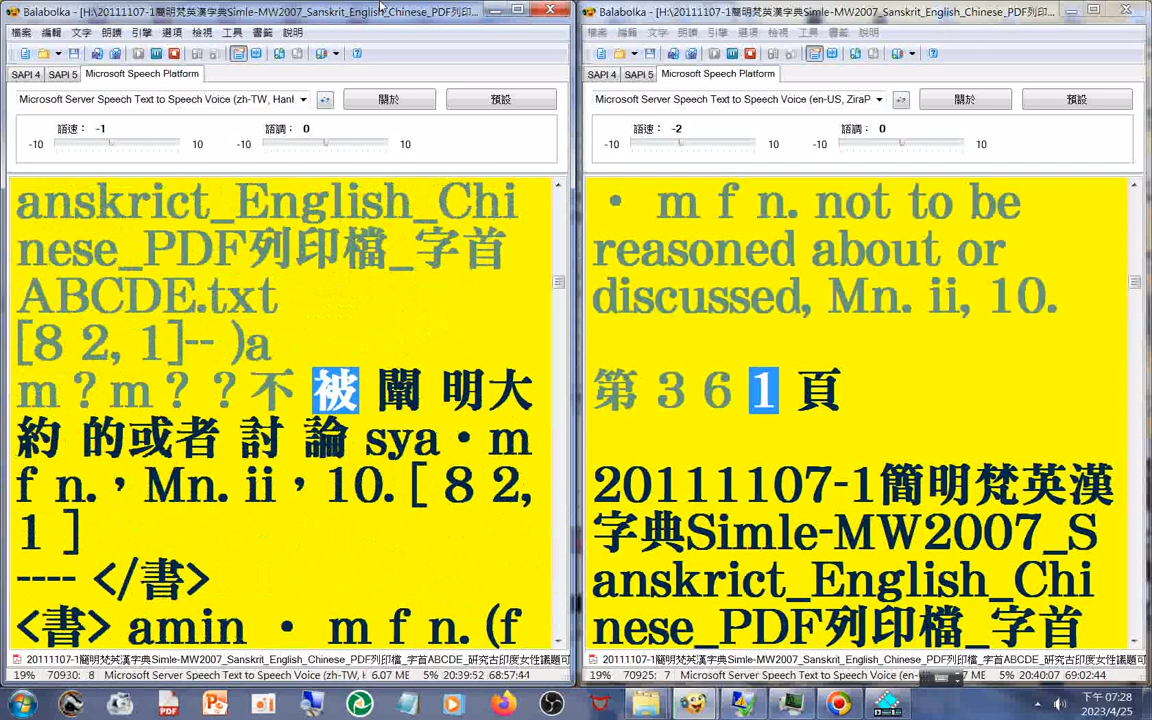 Balabolka - [H:\20111107-1簡明梵英漢字典Simle-MW2007_Sanskrit_English_Chinese_PDF列印...
檔案 編輯 文字 朗讀 引擎 選項 檢視 工具 書籤 說明
SAPI 4 SAPI 5 Microsoft Speech Platform
Microsoft Server Speech Text to Speech Voice (zh-TW, HanI 關於 預設
語速： -1 語調： 0
-10 10 -10 10
anskrict_English_Chi
nese_PDF列印檔_字首
ABCDE.txt
[8 2, 1]-- )a
m ? m ? ? 不 被 闡 明大
約 的或者 討 論 sya・m
f n.，Mn. ii，10. [ 8 2,
1 ]
---- </書>
<書> amin ・ m f n. (f
20111107-1簡明梵英漢字典Simle-MW2007_Sanskrit_English_Chinese_PDF列印檔_字首ABCDE_研究古印度女性議題可
19% 70930: 8 Microsoft Server Speech Text to Speech Voice (zh-TW, H 6.07 ME 5% 20:39:52 68:57:44
Balabolka - [H:\20111107-1簡明梵英漢字典Simle-MW2007_Sanskrit_English_Chinese_PDF列印...
檔案 編輯 文字 朗讀 引擎 選項 檢視 工具 書籤 說明
SAPI 4 SAPI 5 Microsoft Speech Platform
Microsoft Server Speech Text to Speech Voice (en-US, ZiraP 關於 預設
語速： -2 語調： 0
-10 10 -10 10
・ m f n. not to be
reasoned about or
discussed, Mn. ii, 10.
第 3 6 1 頁
20111107-1簡明梵英漢
字典Simle-MW2007_S
anskrict_English_Chi
nese_PDF列印檔_字首
20111107-1簡明梵英漢字典Simle-MW2007_Sanskrit_English_Chinese_PDF列印檔_字首ABCDE_研究古印度女性議題可
19% 70925: 7 Microsoft Server Speech Text to Speech Voice (en-US ME 5% 20:40:07 69:02:44
下午 07:28
2023/4/25